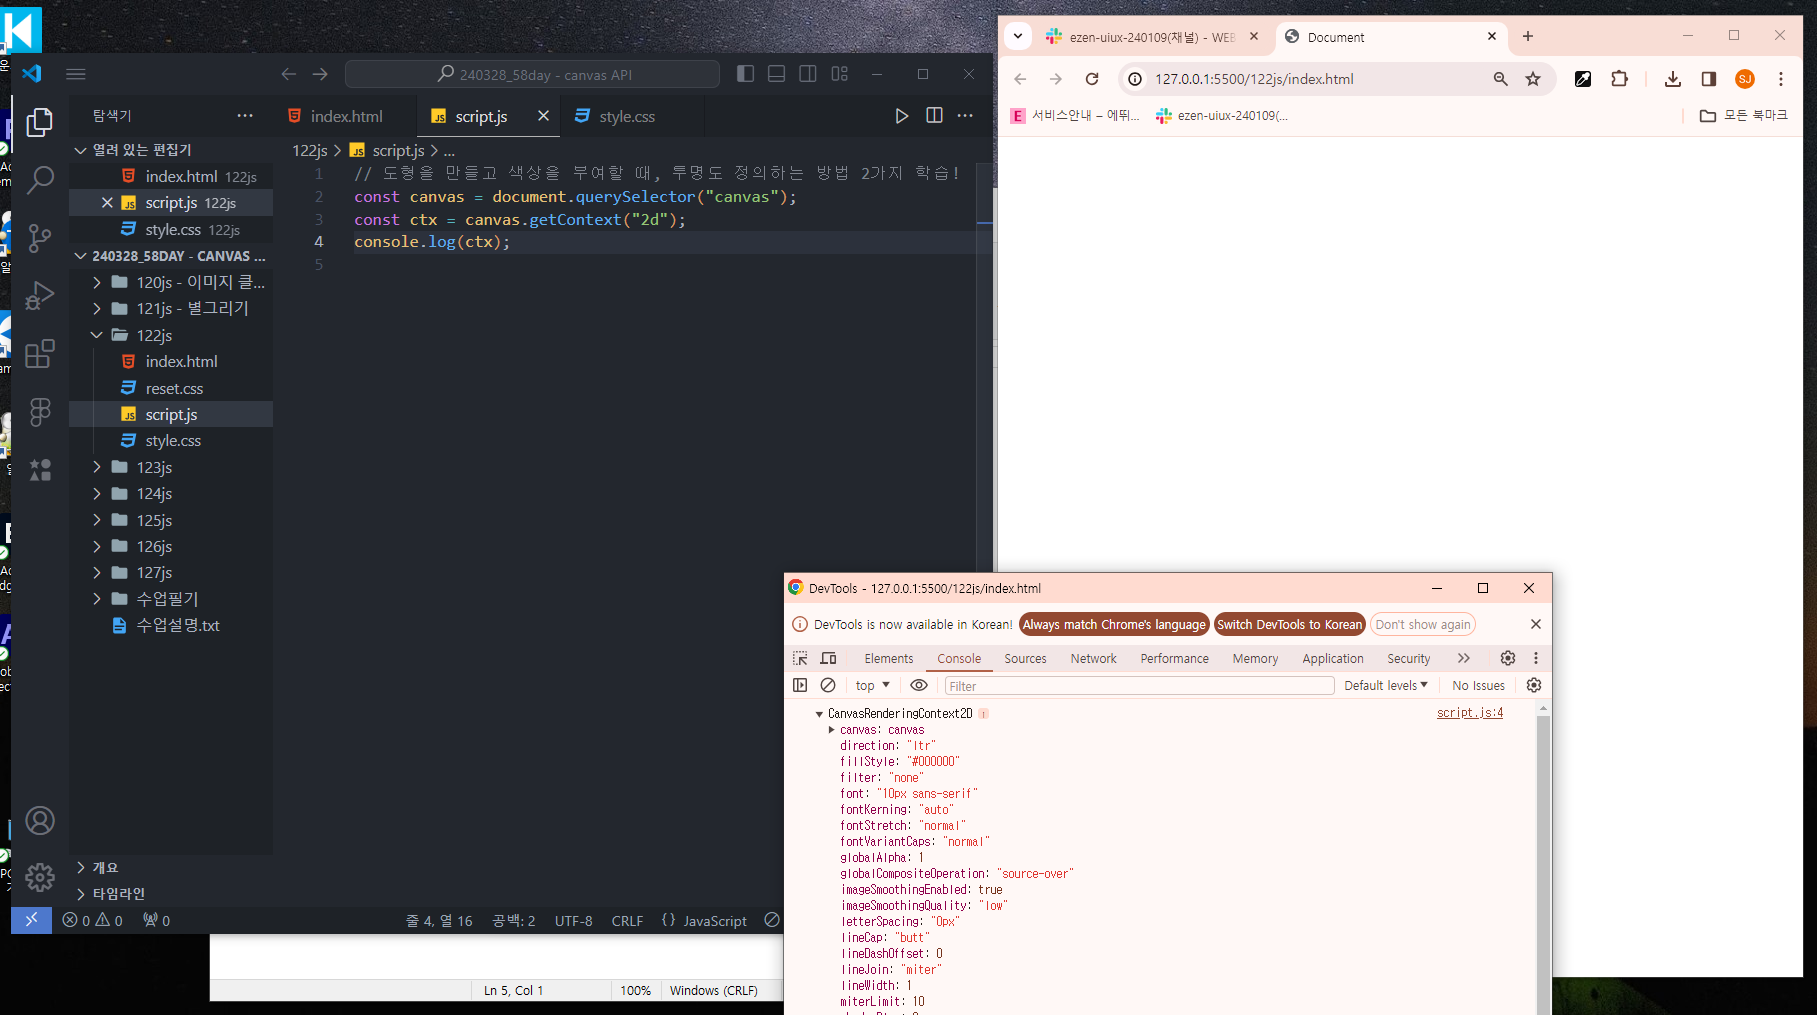 240328_58day - canvas API
탐색기
열려 있는 편집기
index.html 122js
script.js 122js
style.css 122js
240328_58DAY - CANVAS ...
120js - 이미지 클...
121js - 별그리기
122js
index.html
reset.css
script.js
style.css
123js
124js
125js
126js
127js
수업필기
수업설명.txt
개요
타임라인
index.html
script.js
style.css
122js > script.js > ...
1 // 도형을 만들고 색상을 부여할 때, 투명도 정의하는 방법 2가지 학습!
2 const canvas = document.querySelector("canvas");
3 const ctx = canvas.getContext("2d");
4 console.log(ctx);
5
0 0 0
줄 4, 열 16 공백: 2 UTF-8 CRLF {} JavaScript
Ln 5, Col 1 100% Windows (CRLF)
ezen-uiux-240109(채널) - WEB
Document
127.0.0.1:5500/122js/index.html
SJ
서비스안내 – 에뛰...
ezen-uiux-240109(...
모든 북마크
DevTools - 127.0.0.1:5500/122js/index.html
DevTools is now available in Korean! Always match Chrome's language Switch DevTools to Korean Don't show again
Elements Console Sources Network Performance Memory Application Security
top Filter Default levels No Issues
CanvasRenderingContext2D script.js:4
canvas: canvas
direction: "ltr"
fillStyle: "#000000"
filter: "none"
font: "10px sans-serif"
fontKerning: "auto"
fontStretch: "normal"
fontVariantCaps: "normal"
globalAlpha: 1
globalCompositeOperation: "source-over"
imageSmoothingEnabled: true
imageSmoothingQuality: "low"
letterSpacing: "0px"
lineCap: "butt"
lineDashOffset: 0
lineJoin: "miter"
lineWidth: 1
miterLimit: 10